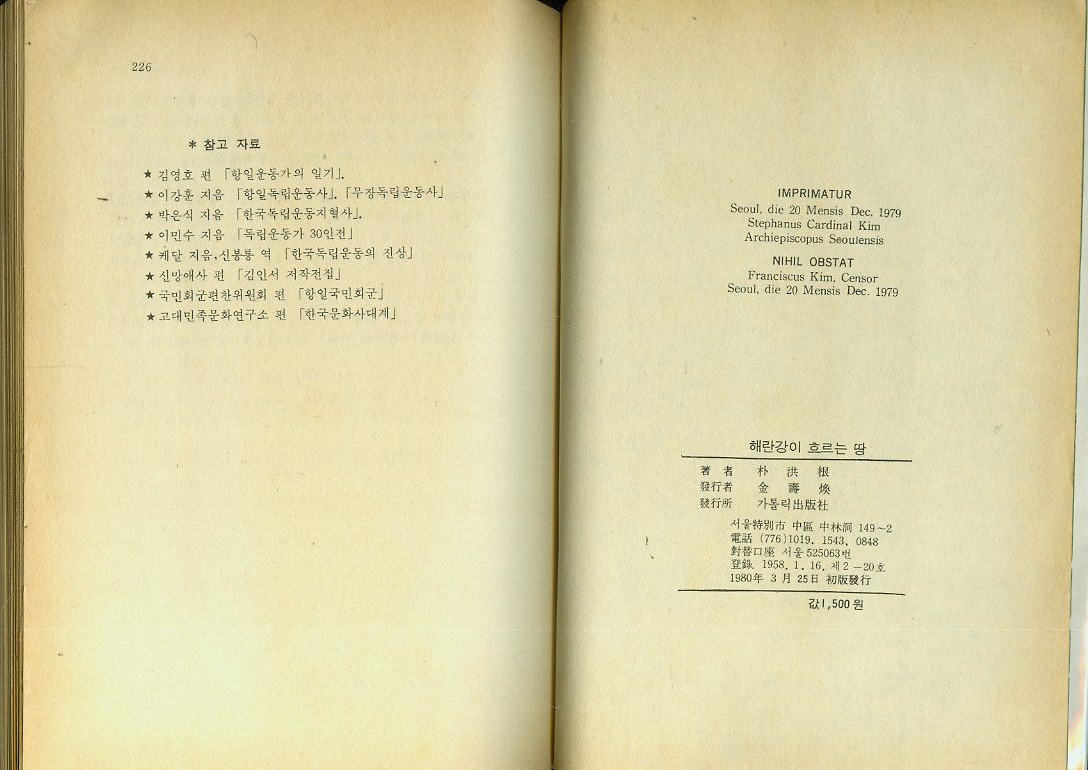 226
* 참고 자료
★ 김영호 편 「항일운동가의 일기」.
★ 이강훈 지음 「항일독립운동사」. 「무장독립운동사」
★ 박은식 지음 「한국독립운동지혈사」.
★ 이민수 지음 「독립운동가 30인전」
★ 케달 지음,신봉룡 역 「한국독립운동의 진상」
★ 신망애사 편 「김인서 저작전집」
★ 국민회군편찬위원회 편 「항일국민회군」
★ 고대민족문화연구소 편 「한국문화사대계」
IMPRIMATUR
Seoul, die 20 Mensis Dec. 1979
Stephanus Cardinal Kim
Archiepiscopus Seoulensis
NIHIL OBSTAT
Franciscus Kim, Censor
Seoul, die 20 Mensis Dec. 1979
해란강이 흐르는 땅
著 者 朴 洪 根
發行者 金 壽 煥
發行所 가톨릭出版社
서울特別市 中區 中林洞 149~2
電話 (776)1019, 1543, 0848
對替口座 서울525063번
登錄 1958. 1. 16. 제2-20호
1980年 3月 25日 初版發行
값1,500원